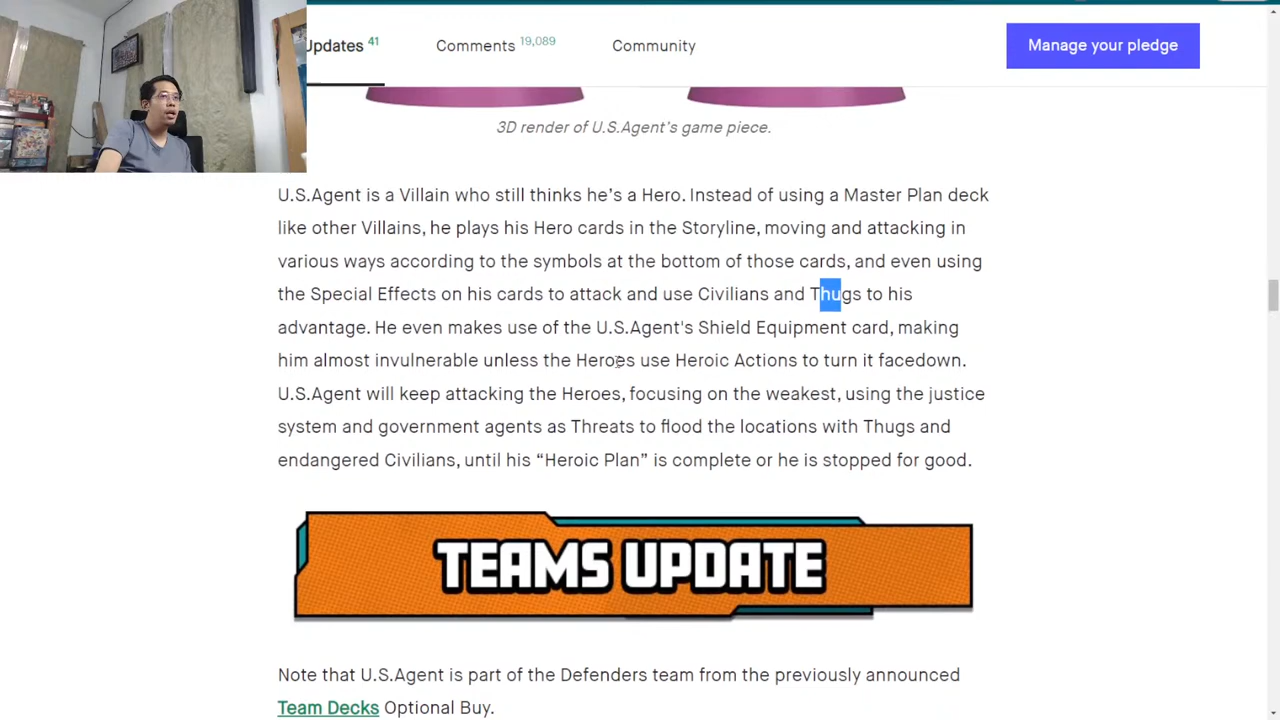 Updates 41 Comments 19,089 Community Manage your pledge
3D render of U.S.Agent's game piece.
U.S.Agent is a Villain who still thinks he’s a Hero. Instead of using a Master Plan deck
like other Villains, he plays his Hero cards in the Storyline, moving and attacking in
various ways according to the symbols at the bottom of those cards, and even using
the Special Effects on his cards to attack and use Civilians and Thugs to his
advantage. He even makes use of the U.S.Agent's Shield Equipment card, making
him almost invulnerable unless the Heroes use Heroic Actions to turn it facedown.
U.S.Agent will keep attacking the Heroes, focusing on the weakest, using the justice
system and government agents as Threats to flood the locations with Thugs and
endangered Civilians, until his “Heroic Plan” is complete or he is stopped for good.
TEAMS UPDATE
Note that U.S.Agent is part of the Defenders team from the previously announced
Team Decks Optional Buy.